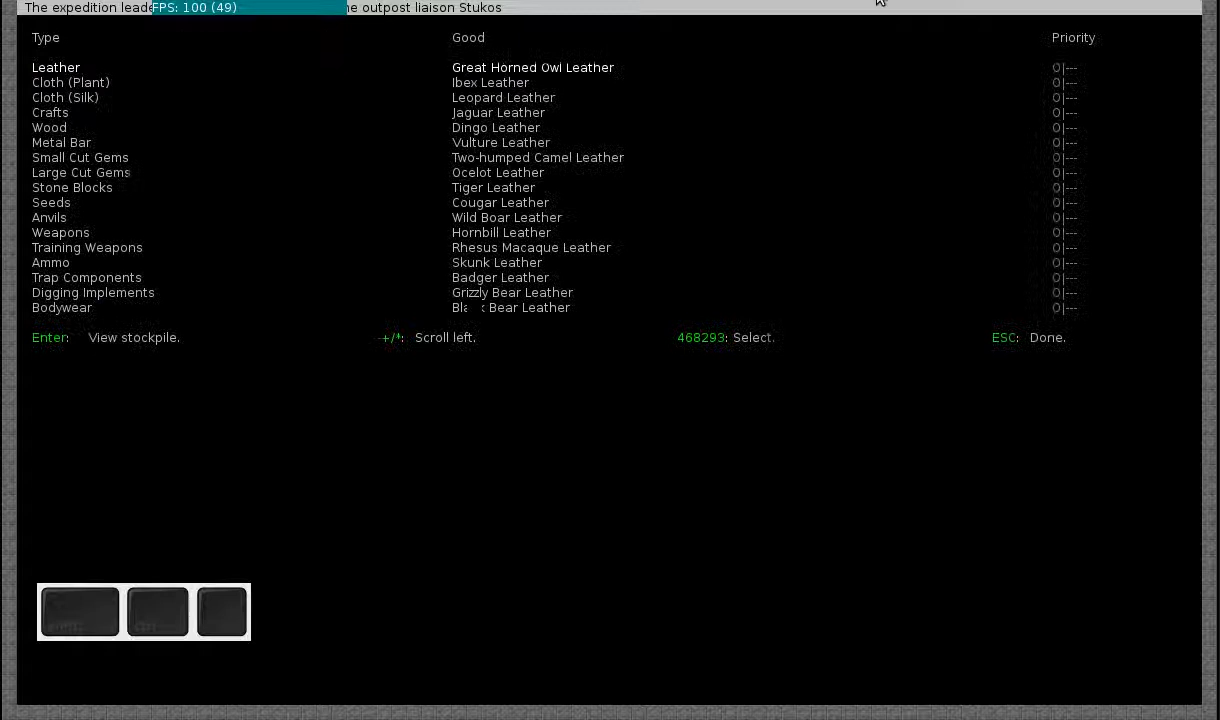 The expedition leade FPS: 100 (49) he outpost liaison Stukos
Type Good Priority
Leather Great Horned Owl Leather 0|---
Cloth (Plant) Ibex Leather 0|---
Cloth (Silk) Leopard Leather 0|---
Crafts Jaguar Leather 0|---
Wood Dingo Leather 0|---
Metal Bar Vulture Leather 0|---
Small Cut Gems Two-humped Camel Leather 0|---
Large Cut Gems Ocelot Leather 0|---
Stone Blocks Tiger Leather 0|---
Seeds Cougar Leather 0|---
Anvils Wild Boar Leather 0|---
Weapons Hornbill Leather 0|---
Training Weapons Rhesus Macaque Leather 0|---
Ammo Skunk Leather 0|---
Trap Components Badger Leather 0|---
Digging Implements Grizzly Bear Leather 0|---
Bodywear Bla k Bear Leather 0|---
Enter: View stockpile. -+/*: Scroll left. 468293: Select. ESC: Done.